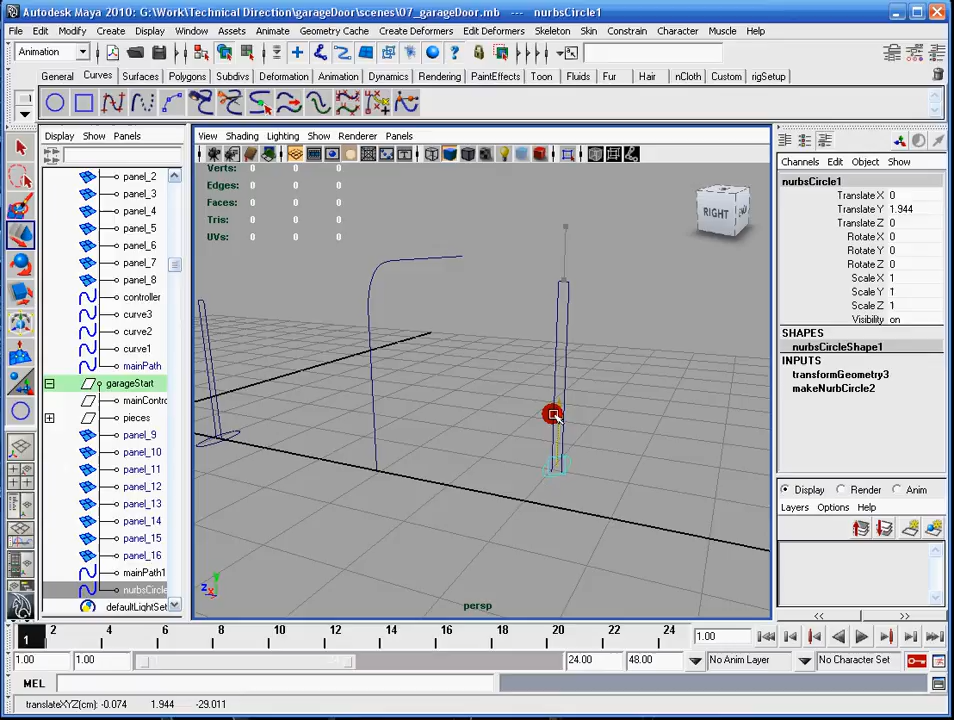 Autodesk Maya 2010: G:\Work\Technical Direction\garageDoor\scenes\07_garageDoor.mb --- nurbsCircle1
File Edit Modify Create Display Window Assets Animate Geometry Cache Create Deformers Edit Deformers Skeleton Skin Constrain Character Muscle Help
Animation
General Curves Surfaces Polygons Subdivs Deformation Animation Dynamics Rendering PaintEffects Toon Fluids Fur Hair nCloth Custom rigSetup
Display Show Panels
View Shading Lighting Show Renderer Panels
Channels Edit Object Show
panel_2
panel_3
panel_4
panel_5
panel_6
panel_7
panel_8
controller
curve3
curve2
curve1
mainPath
garageStart
mainContro
pieces
panel_9
panel_10
panel_11
panel_12
panel_13
panel_14
panel_15
panel_16
mainPath1
nurbsCircle
defaultLightSet
Verts: 0 0 0
Edges: 0 0 0
Faces: 0 0 0
Tris: 0 0 0
UVs: 0 0 0
RIGHT
persp
nurbsCircle1
Translate X 0
Translate Y 1.944
Translate Z 0
Rotate X 0
Rotate Y 0
Rotate Z 0
Scale X 1
Scale Y 1
Scale Z 1
Visibility on
SHAPES
nurbsCircleShape1
INPUTS
transformGeometry3
makeNurbCircle2
Display Render Anim
Layers Options Help
<< >>
1 2 4 6 8 10 12 14 16 18 20 22 24 1.00
1.00 1.00 24.00 48.00 No Anim Layer No Character Set
MEL
translateXYZ(cm): -0.074 1.944 -29.011